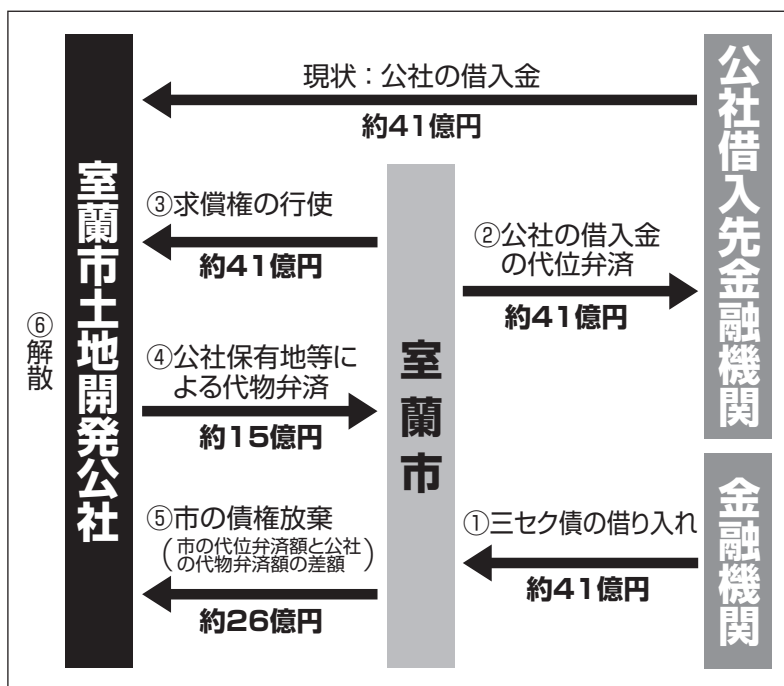 現状：公社の借入金
約41億円
公社借入先金融機関
室蘭市土地開発公社
③求償権の行使
約41億円
②公社の借入金
の代位弁済
約41億円
⑥解散
④公社保有地等
による代物弁済
約15億円
室蘭市
⑤市の債権放棄
（市の代位弁済額と公社
の代物弁済額の差額）
約26億円
①三セク債の借り入れ
約41億円
金融機関